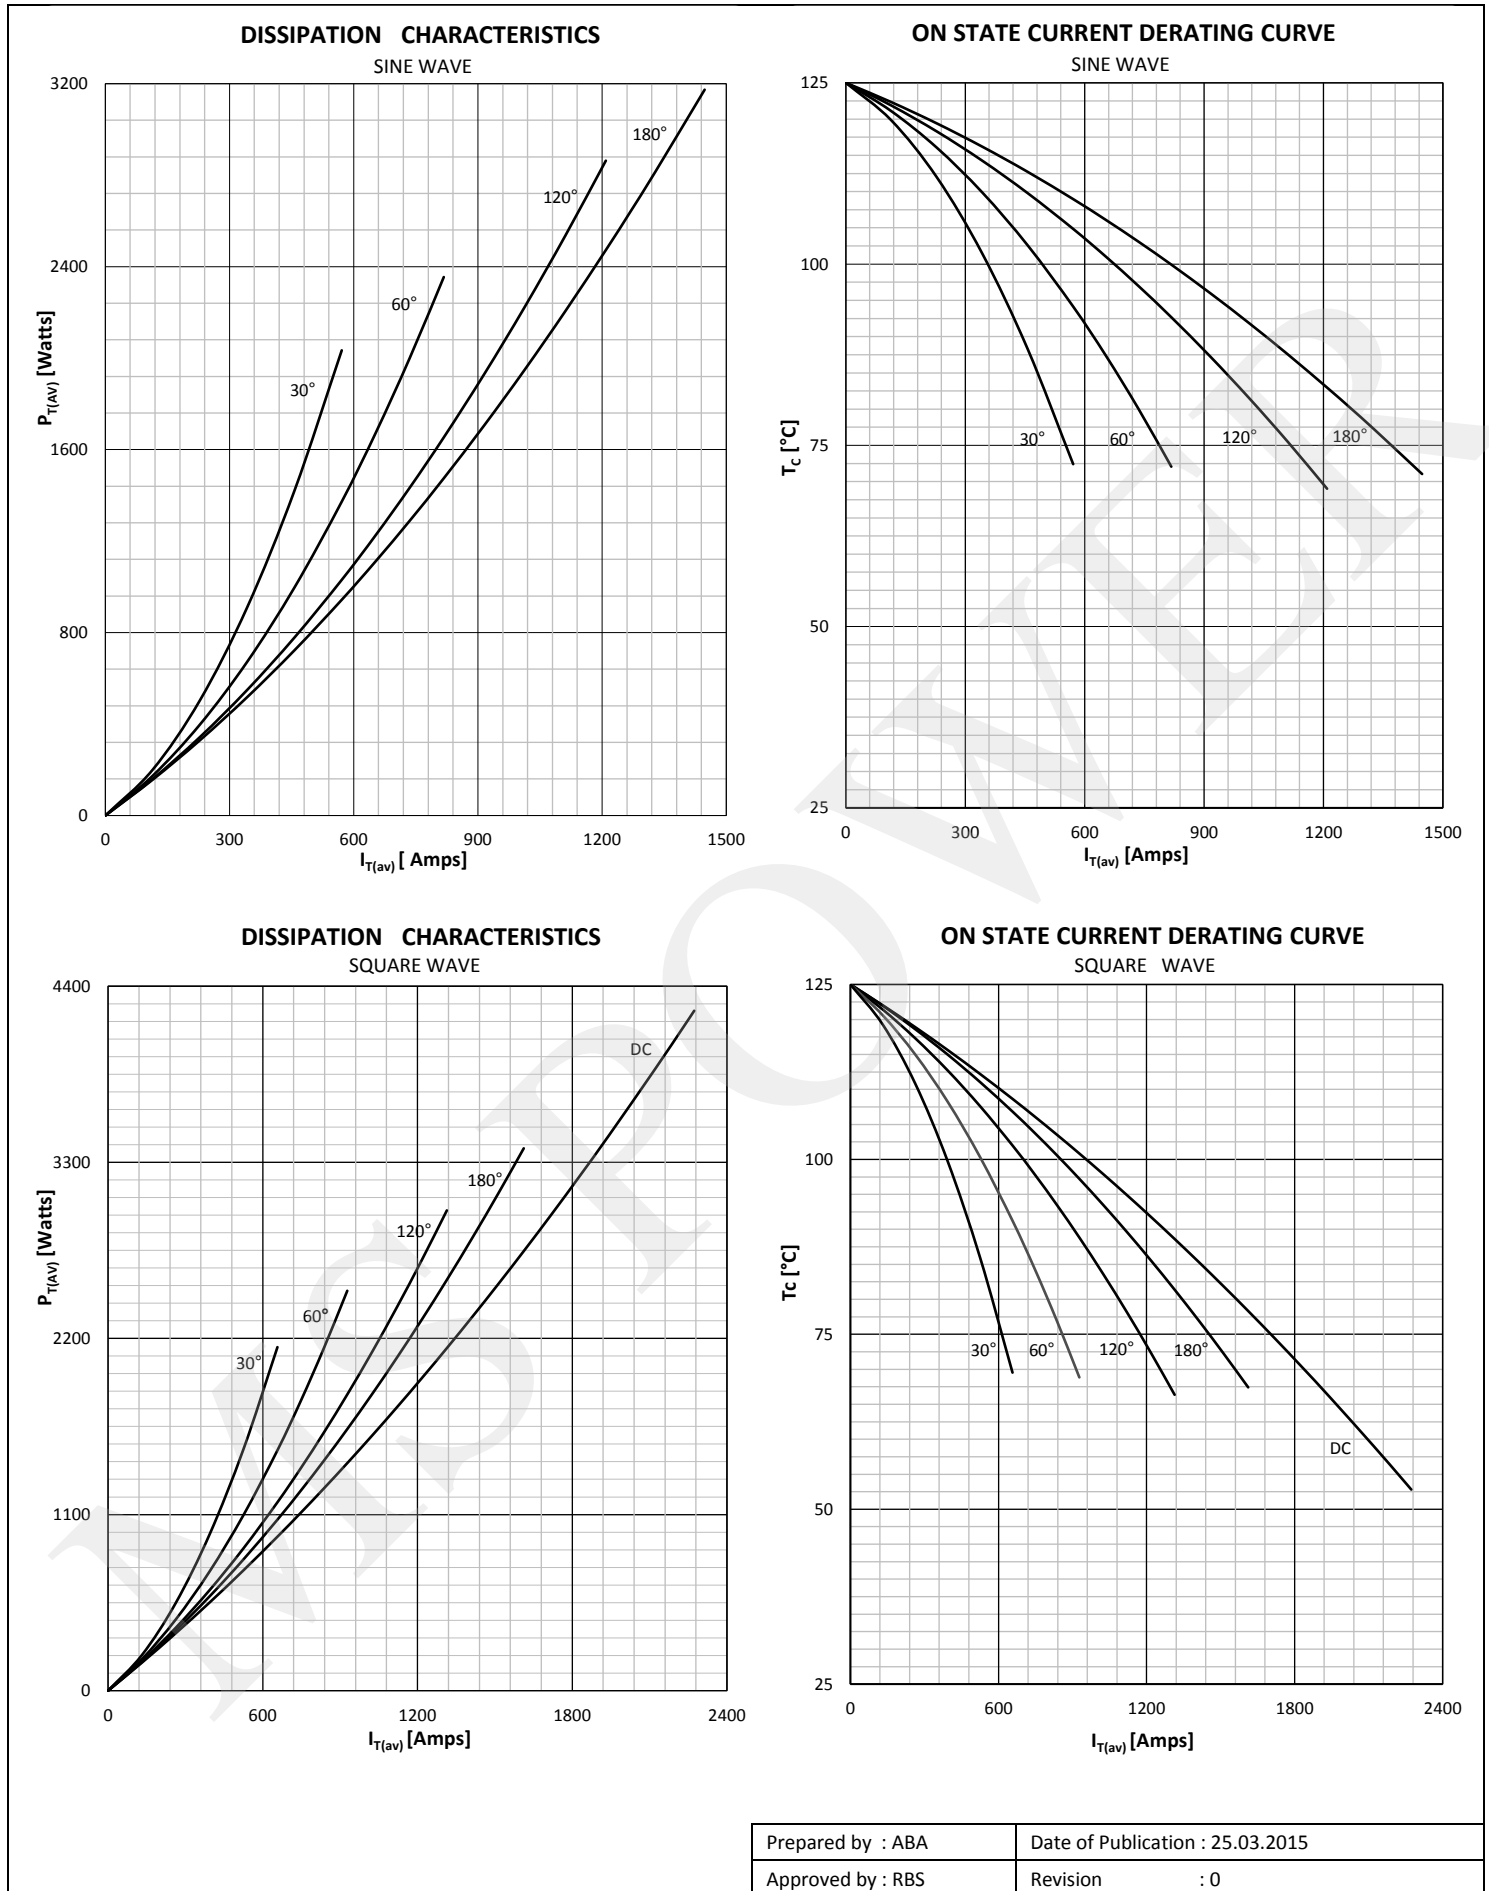 DISSIPATION CHARACTERISTICS
SINE WAVE
3200
2400
1600
800
0
0 300 600 900 1200 1500
P_T(AV) [Watts]
I_T(av) [ Amps]
180°
120°
60°
30°
ON STATE CURRENT DERATING CURVE
SINE WAVE
125
100
75
50
25
0 300 600 900 1200 1500
T_C [°C]
I_T(av) [Amps]
30° 60° 120° 180°
DISSIPATION CHARACTERISTICS
SQUARE WAVE
4400
3300
2200
1100
0
0 600 1200 1800 2400
P_T(AV) [Watts]
I_T(av) [Amps]
DC
180°
120°
60°
30°
ON STATE CURRENT DERATING CURVE
SQUARE WAVE
125
100
75
50
25
0 600 1200 1800 2400
Tc [°C]
I_T(av) [Amps]
30° 60° 120° 180°
DC
MS POWER
Prepared by : ABA Date of Publication : 25.03.2015
Approved by : RBS Revision : 0